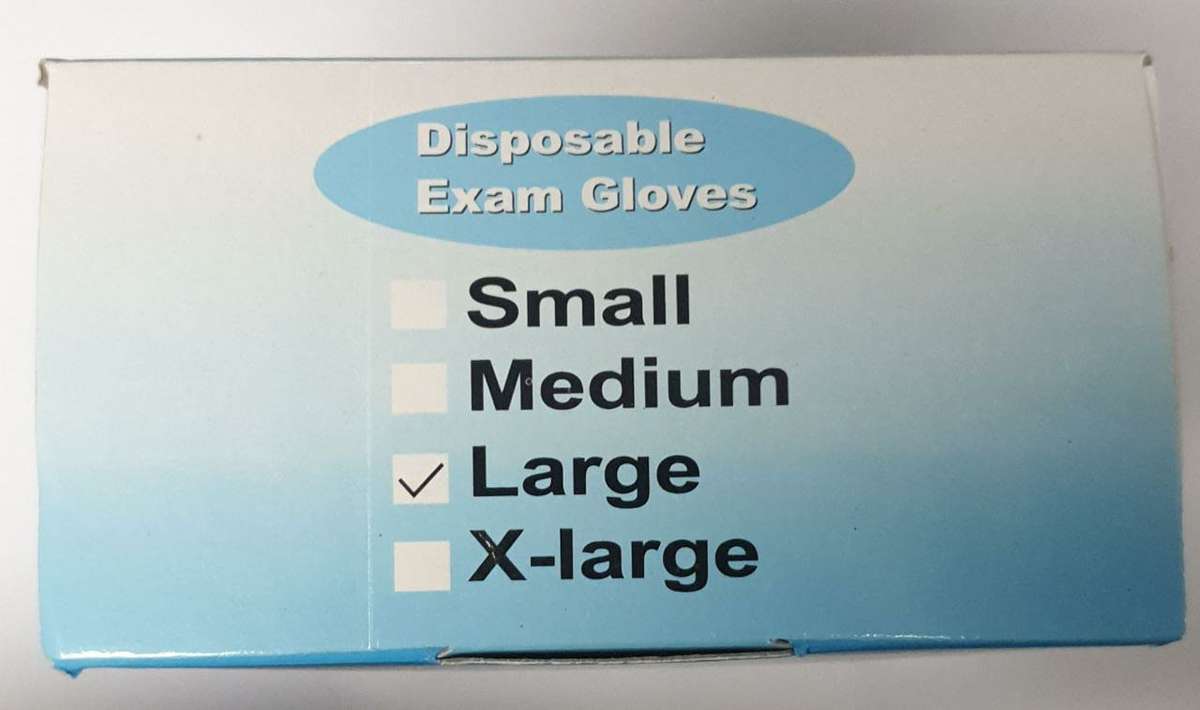 Disposable
Exam Gloves
Small
Medium
Large
X-large